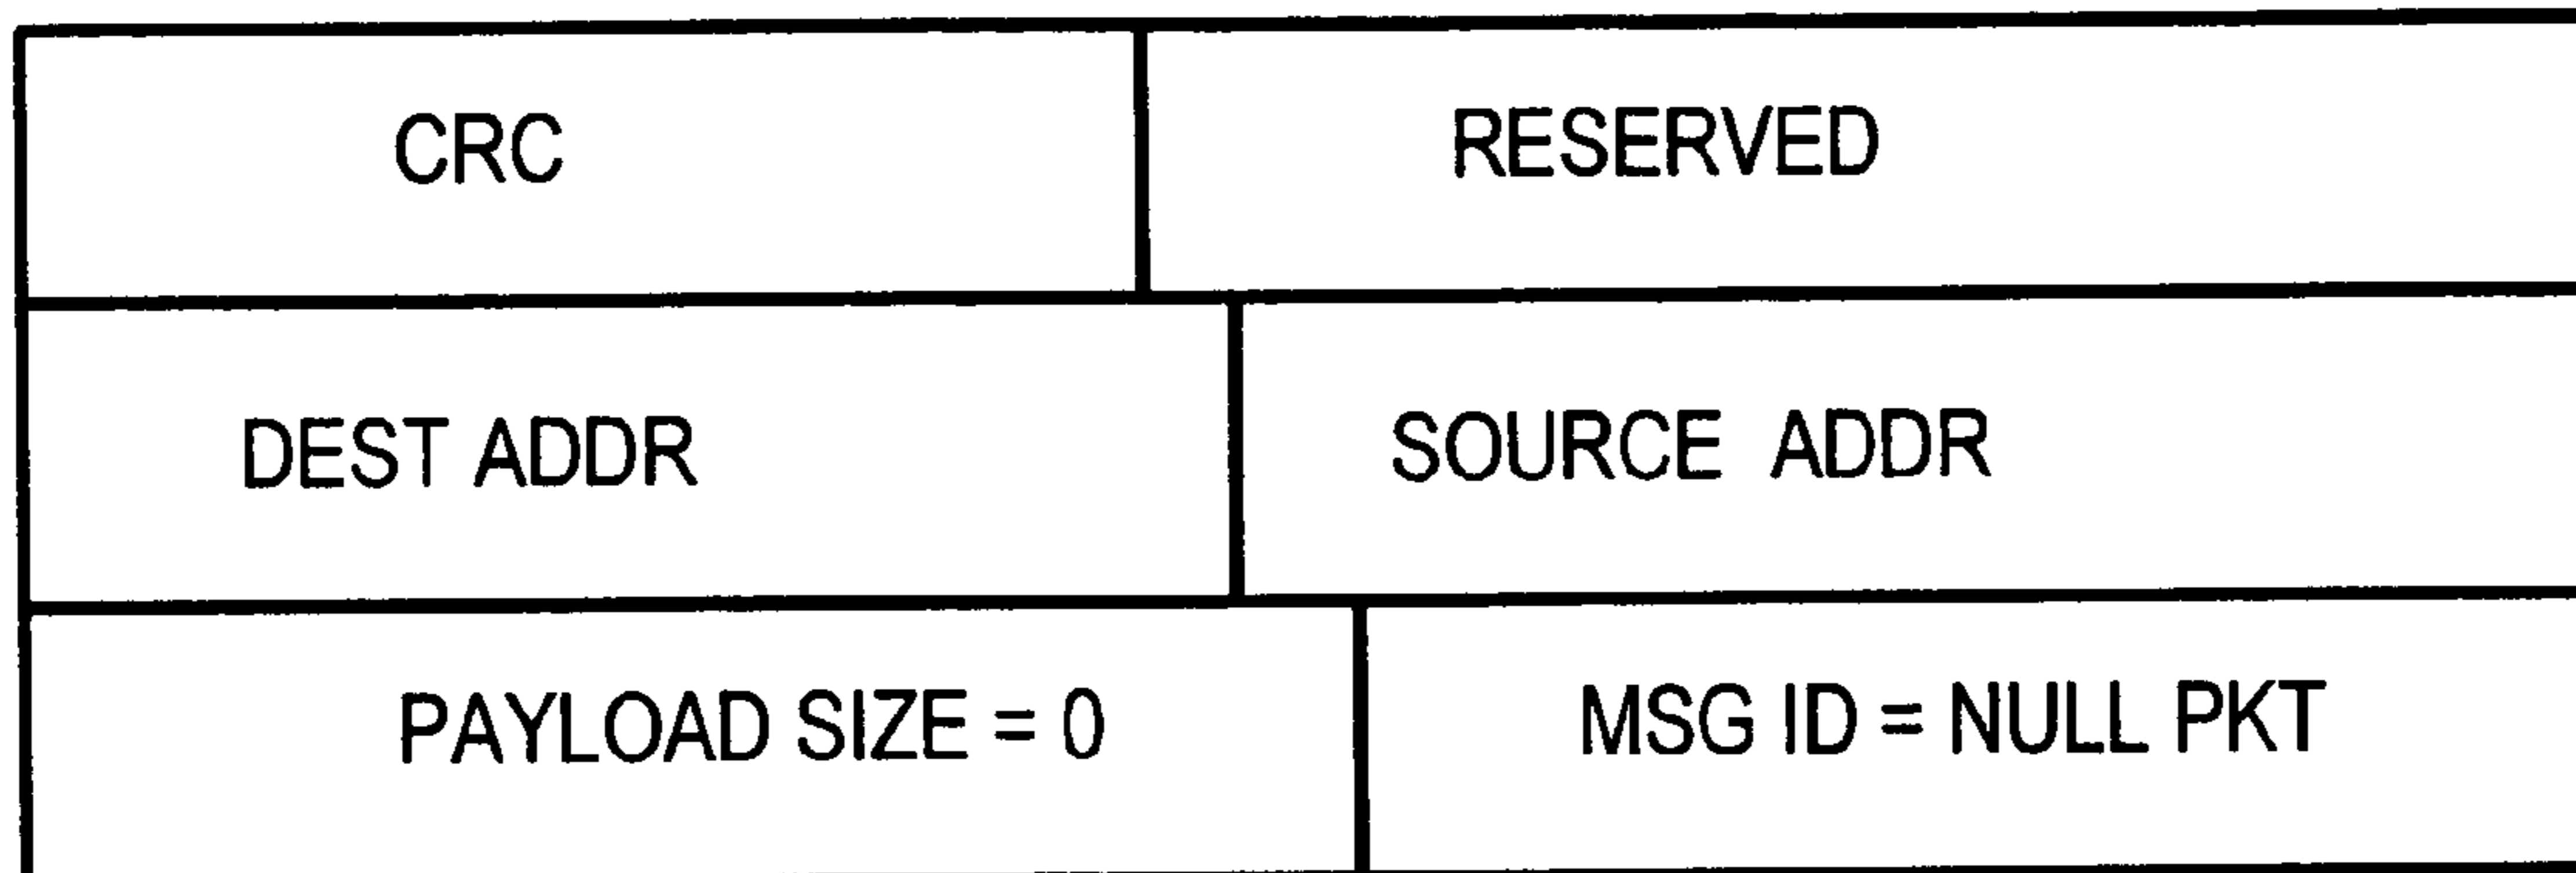 CRC
RESERVED
DEST ADDR
SOURCE ADDR
PAYLOAD SIZE = 0
MSG ID = NULL PKT